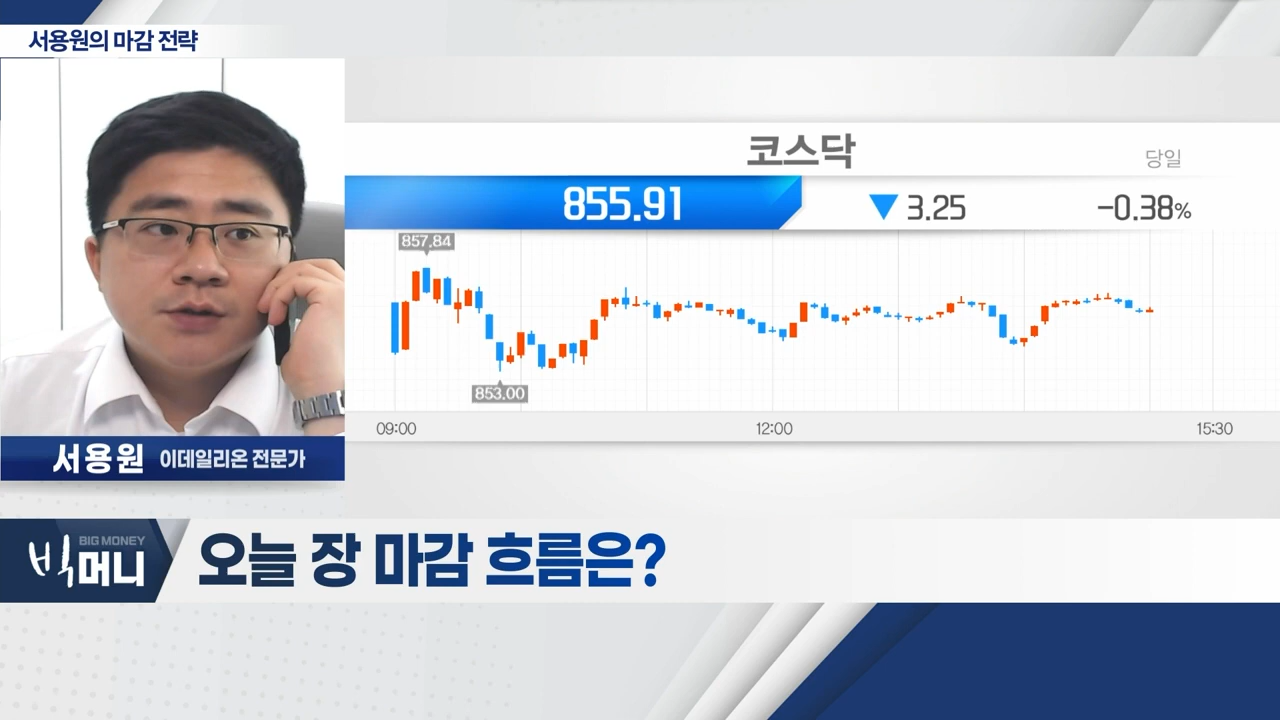 서용원의 마감 전략
코스닥
당일
855.91 ▼ 3.25 -0.38%
857.84
853.00
09:00 12:00 15:30
서용원 이데일리온 전문가
BIG MONEY
빅머니
오늘 장 마감 흐름은?